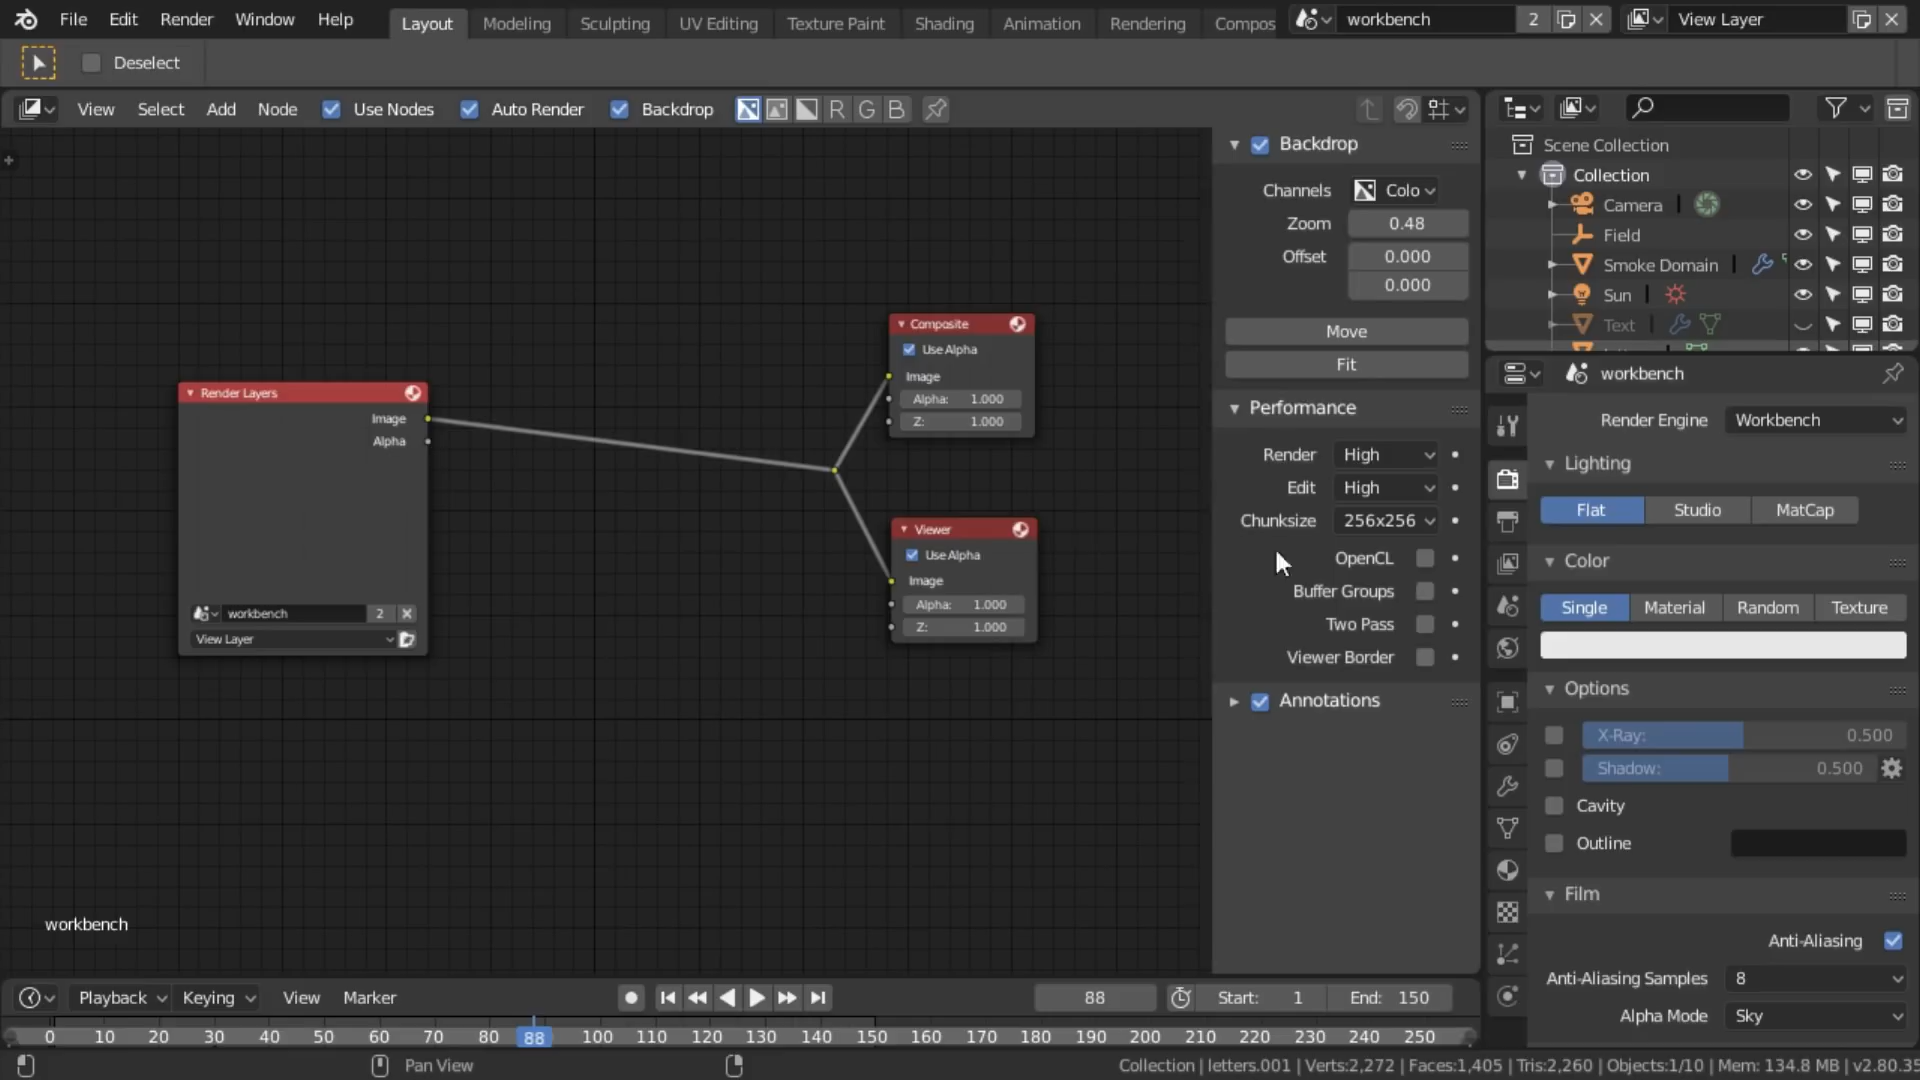 File Edit Render Window Help Layout Modeling Sculpting UV Editing Texture Paint Shading Animation Rendering Compos workbench 2 View Layer
Deselect
View Select Add Node Use Nodes Auto Render Backdrop R G B
Backdrop
Channels Colo
Zoom 0.48
Offset 0.000
0.000
Move
Fit
Performance
Render High
Edit High
Chunksize 256x256
OpenCL
Buffer Groups
Two Pass
Viewer Border
Annotations
Composite
Use Alpha
Image
Alpha: 1.000
Z: 1.000
Render Layers
Image
Alpha
workbench 2
View Layer
Viewer
Use Alpha
Image
Alpha: 1.000
Z: 1.000
workbench
Scene Collection
Collection
Camera
Field
Smoke Domain
Sun
Text
workbench
Render Engine Workbench
Lighting
Flat Studio MatCap
Color
Single Material Random Texture
Options
X-Ray: 0.500
Shadow: 0.500
Cavity
Outline
Film
Anti-Aliasing
Anti-Aliasing Samples 8
Alpha Mode Sky
Playback Keying View Marker 88 Start: 1 End: 150
0 10 20 30 40 50 60 70 80 88 100 110 120 130 140 150 160 170 180 190 200 210 220 230 240 250
Pan View Collection | letters.001 | Verts:2,272 | Faces:1,405 | Tris:2,260 | Objects:1/10 | Mem: 134.8 MB | v2.80.35